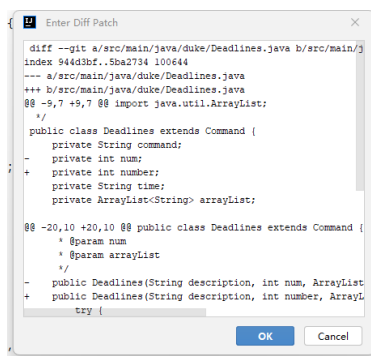 {
Enter Diff Patch
diff --git a/src/main/java/duke/Deadlines.java b/src/main/j
index 944d3bf..5ba2734 100644
--- a/src/main/java/duke/Deadlines.java
+++ b/src/main/java/duke/Deadlines.java
@@ -9,7 +9,7 @@ import java.util.ArrayList;
  */
 public class Deadlines extends Command {
     private String command;
-    private int num;
+    private int number;
     private String time;
     private ArrayList<String> arrayList;
;
@@ -20,10 +20,10 @@ public class Deadlines extends Command {
      * @param num
      * @param arrayList
      */
-    public Deadlines(String description, int num, ArrayList
+    public Deadlines(String description, int number, ArrayL
         try {
OK Cancel